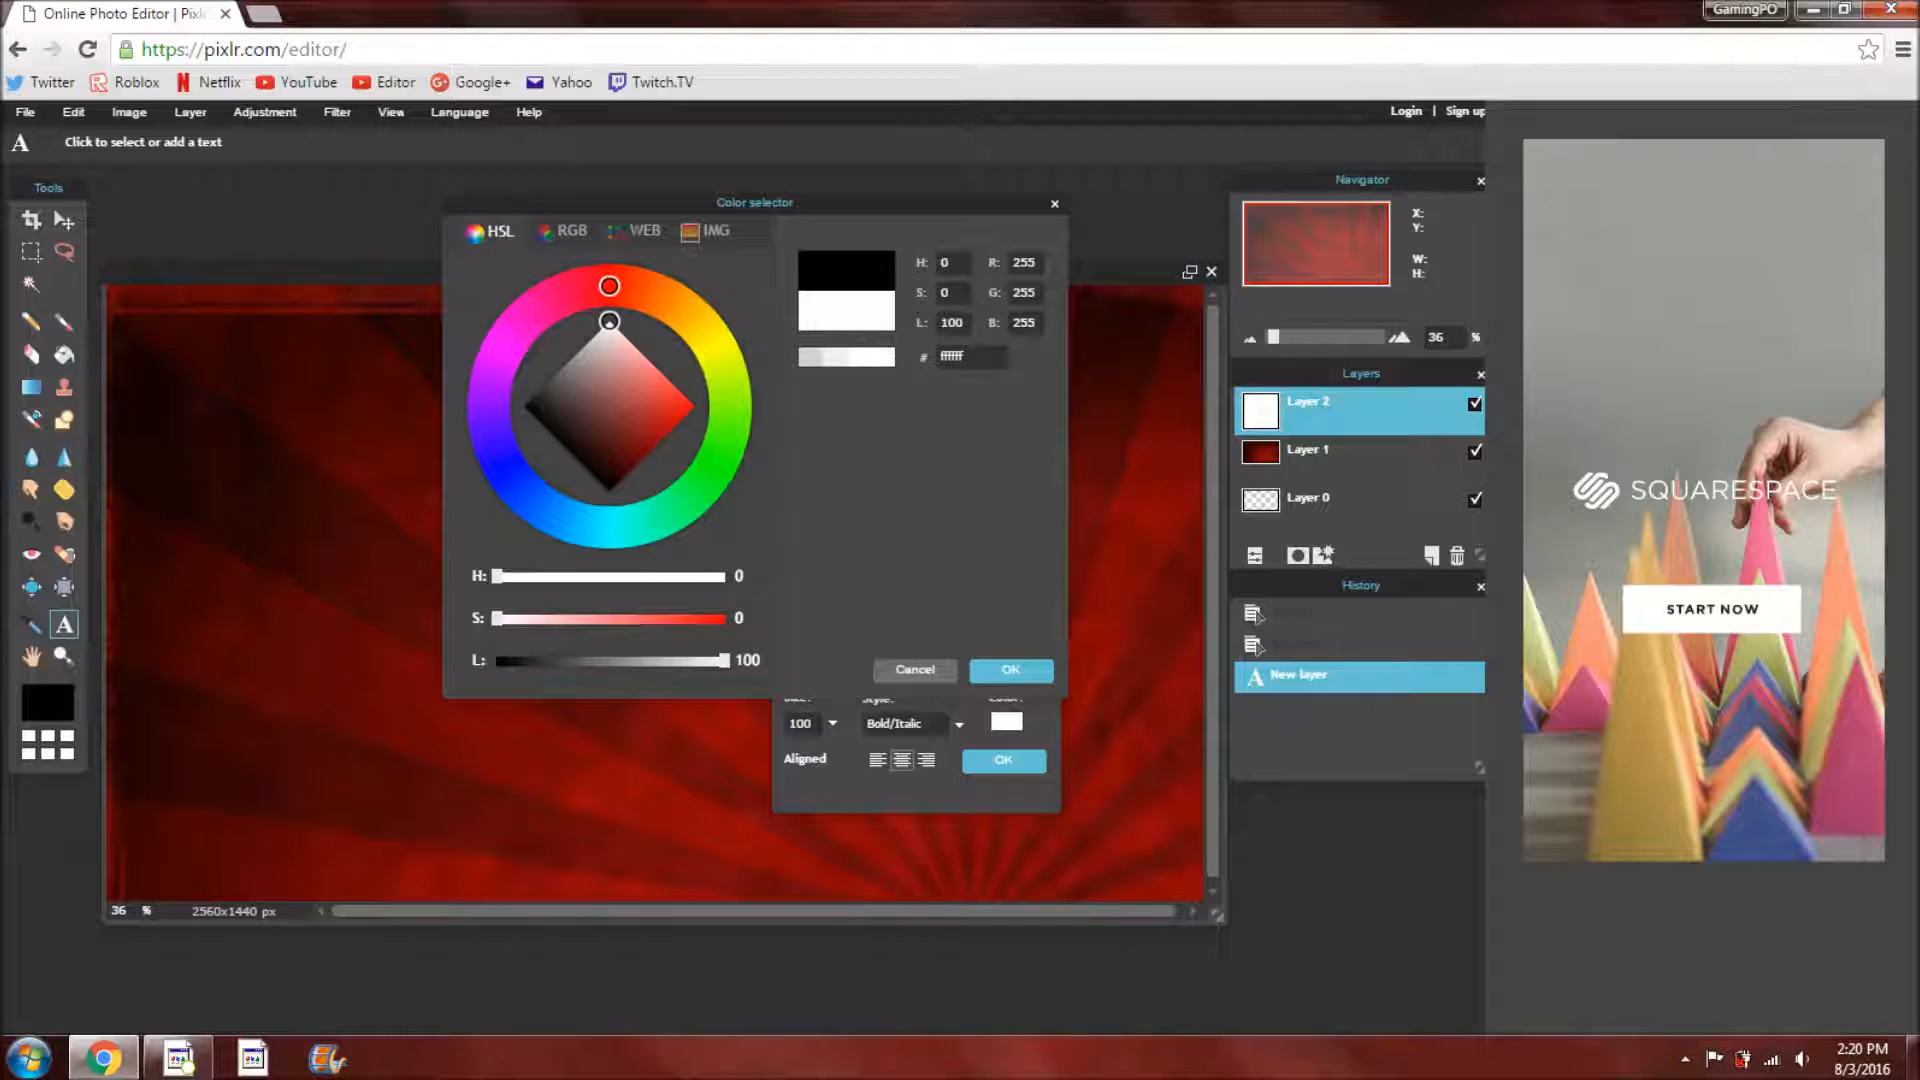 Online Photo Editor | Pixlr
GamingPO
https://pixlr.com/editor/
Twitter Roblox Netflix YouTube Editor Google+ Yahoo Twitch.TV
File Edit Image Layer Adjustment Filter View Language Help
Login | Sign up
A Click to select or add a text
Tools
Color selector
HSL RGB WEB IMG
H: 0 R: 255
S: 0 G: 255
L: 100 B: 255
# ffffff
H: 0
S: 0
L: 100
Cancel OK
100 Bold/Italic
Aligned OK
36 % 2560x1440 px
Navigator
X:
Y:
W:
H:
36 %
Layers
Layer 2
Layer 1
Layer 0
History
A New layer
SQUARESPACE
START NOW
2:20 PM
8/3/2016